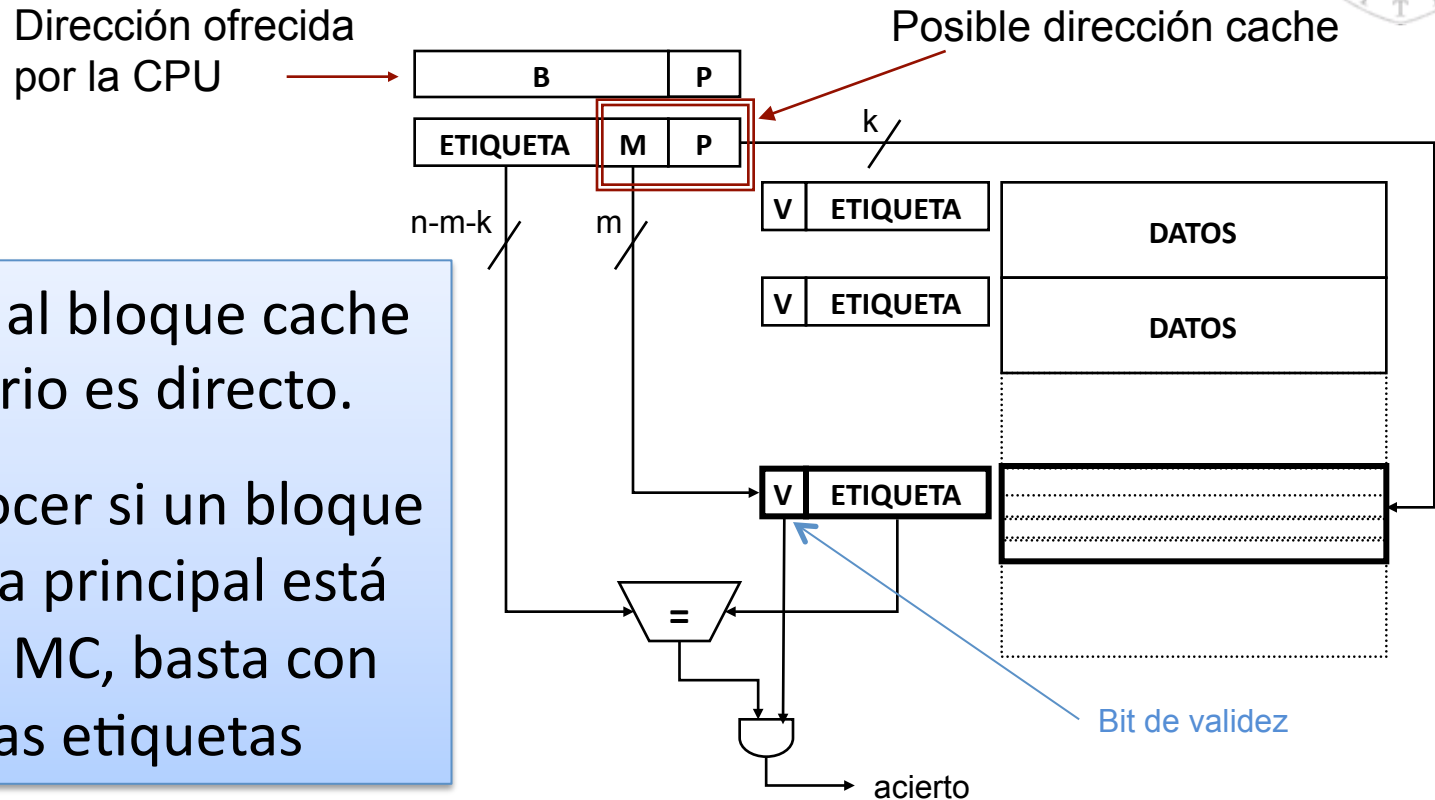 Dirección ofrecida
por la CPU
Posible dirección cache
B P
ETIQUETA M P
k
n-m-k
m
V ETIQUETA
DATOS
V ETIQUETA
DATOS
V ETIQUETA
=
Bit de validez
acierto
al bloque cache
rio es directo.
ocer si un bloque
a principal está
MC, basta con
as etiquetas